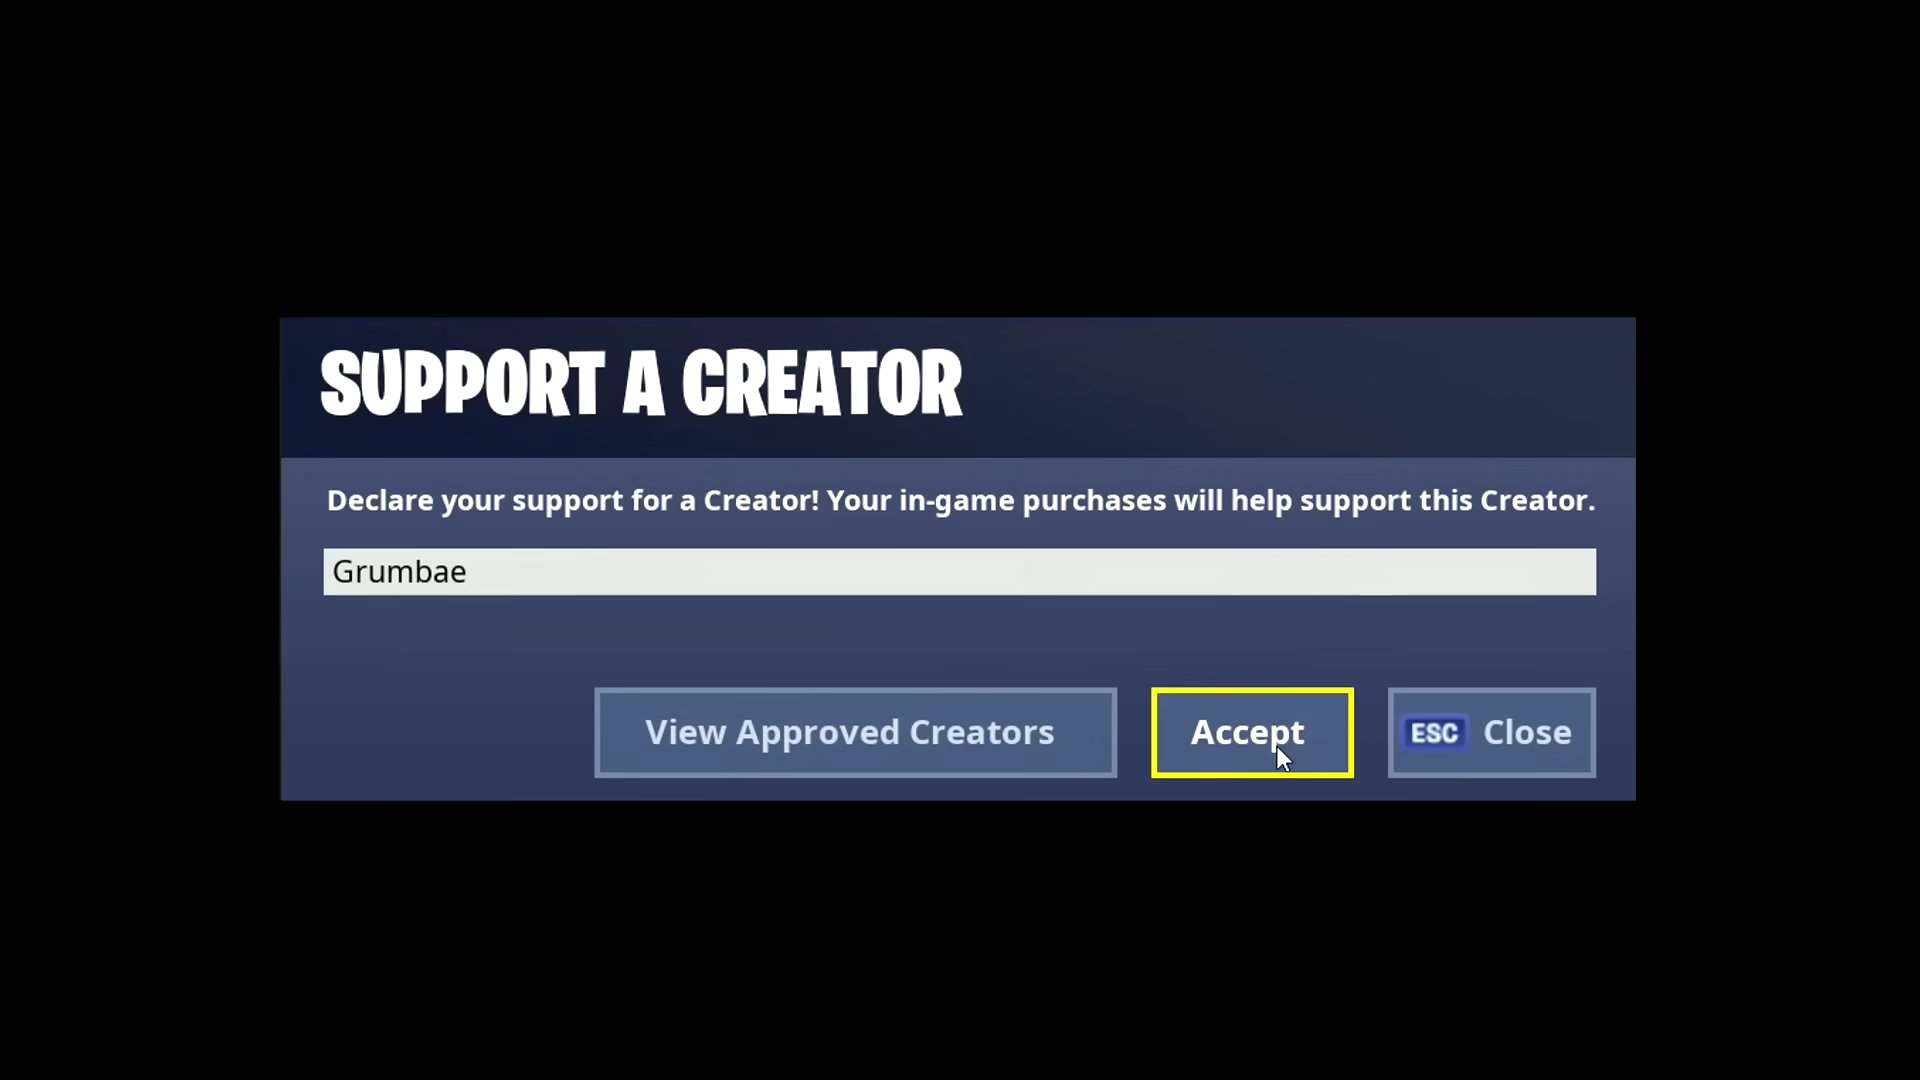 SUPPORT A CREATOR
Declare your support for a Creator! Your in-game purchases will help support this Creator.
Grumbae
View Approved Creators
Accept
ESC Close